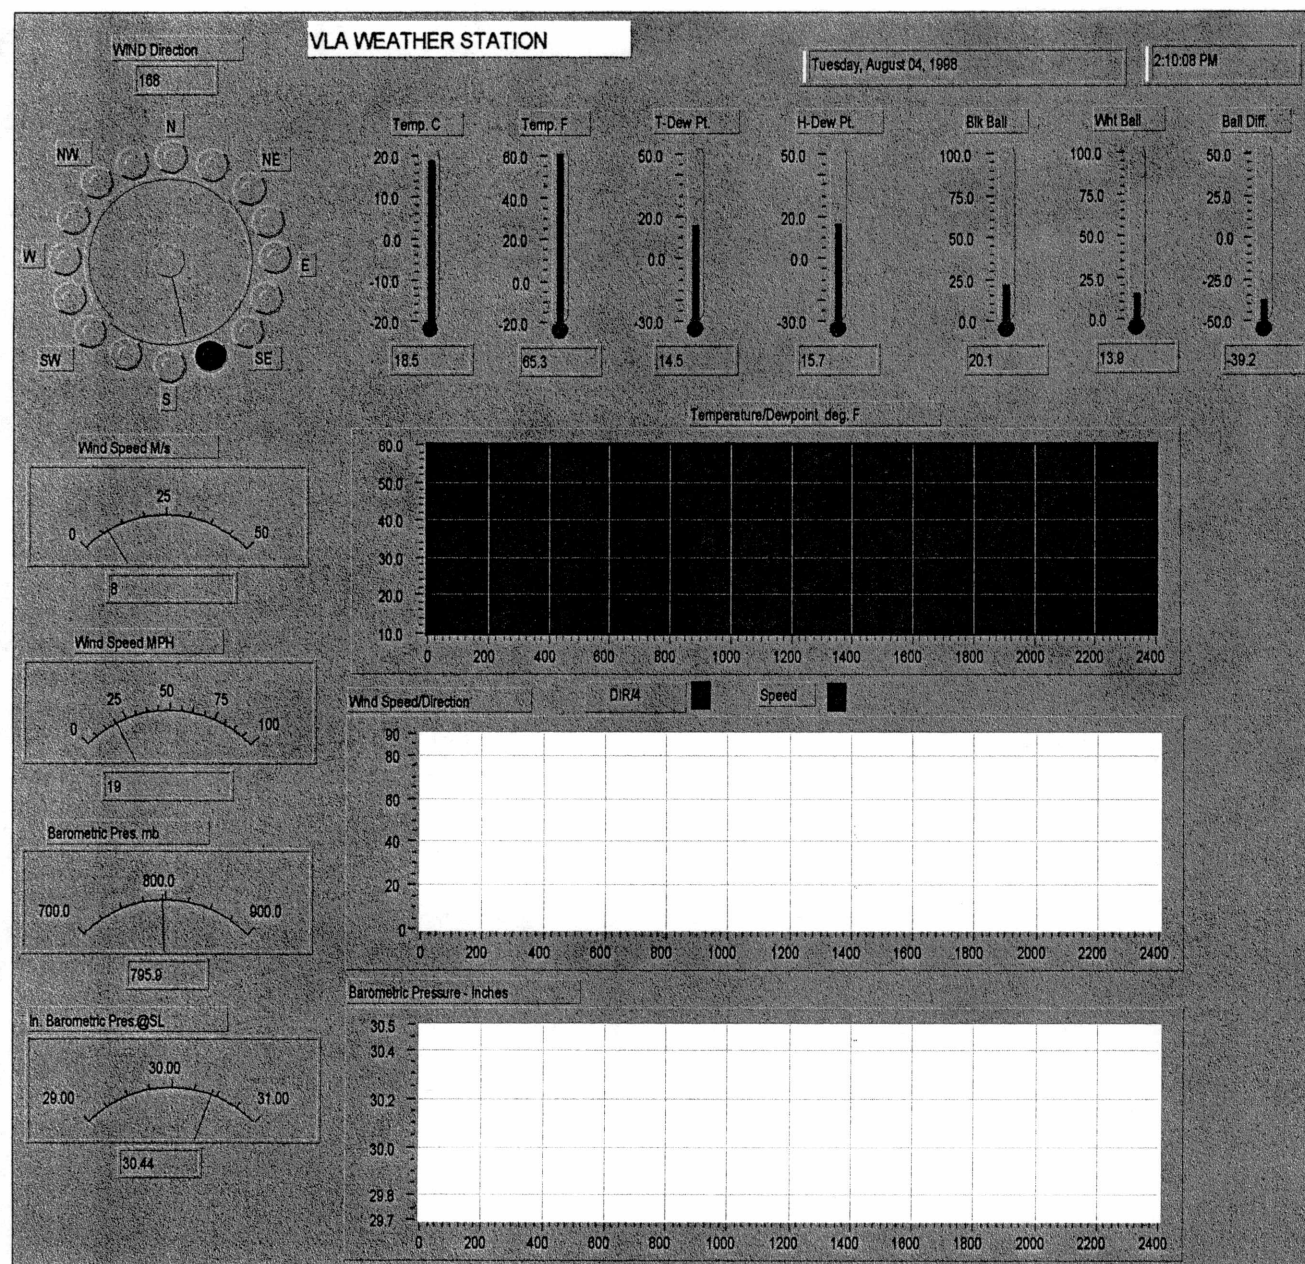 VLA WEATHER STATION
WIND Direction
168
Tuesday, August 04, 1998
2:10:08 PM
N
NW
NE
W
E
SW
SE
S
Temp. C
20.0
10.0
0.0
-10.0
-20.0
18.5
Temp. F
60.0
40.0
20.0
0.0
-20.0
65.3
T-Dew Pt.
50.0
20.0
0.0
-30.0
14.5
H-Dew Pt.
50.0
20.0
0.0
-30.0
15.7
Blk Ball
100.0
75.0
50.0
25.0
0.0
20.1
Wht Ball
100.0
75.0
50.0
25.0
0.0
13.9
Ball Diff.
50.0
25.0
0.0
-25.0
-50.0
-39.2
Wind Speed M/s
0 25 50
8
Wind Speed MPH
0 25 50 75 100
19
Barometric Pres. mb
700.0 800.0 900.0
795.9
In. Barometric Pres.@SL
29.00 30.00 31.00
30.44
Temperature/Dewpoint deg. F
60.0
50.0
40.0
30.0
20.0
10.0
0 200 400 600 800 1000 1200 1400 1600 1800 2000 2200 2400
Wind Speed/Direction DIR/4 Speed
90
80
60
40
20
0
0 200 400 600 800 1000 1200 1400 1600 1800 2000 2200 2400
Barometric Pressure - Inches
30.5
30.4
30.2
30.0
29.8
29.7
0 200 400 600 800 1000 1200 1400 1600 1800 2000 2200 2400